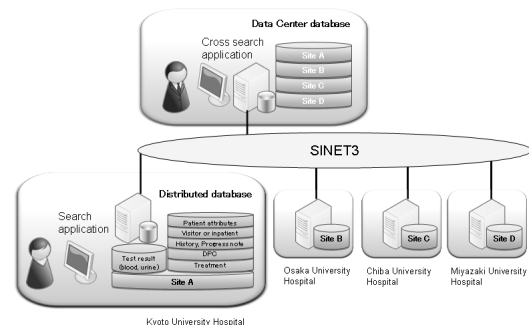 Data Center database
Cross search
application
Site A
Site B
Site C
Site D
SINET3
Distributed database
Search
application
Patient attributes
Visitor or inpatient
History, Progress note
DPC
Treatment
Test result
(blood, urine)
Site A
Kyoto University Hospital
Site B
Osaka University
Hospital
Site C
Chiba University
Hospital
Site D
Miyazaki University
Hospital